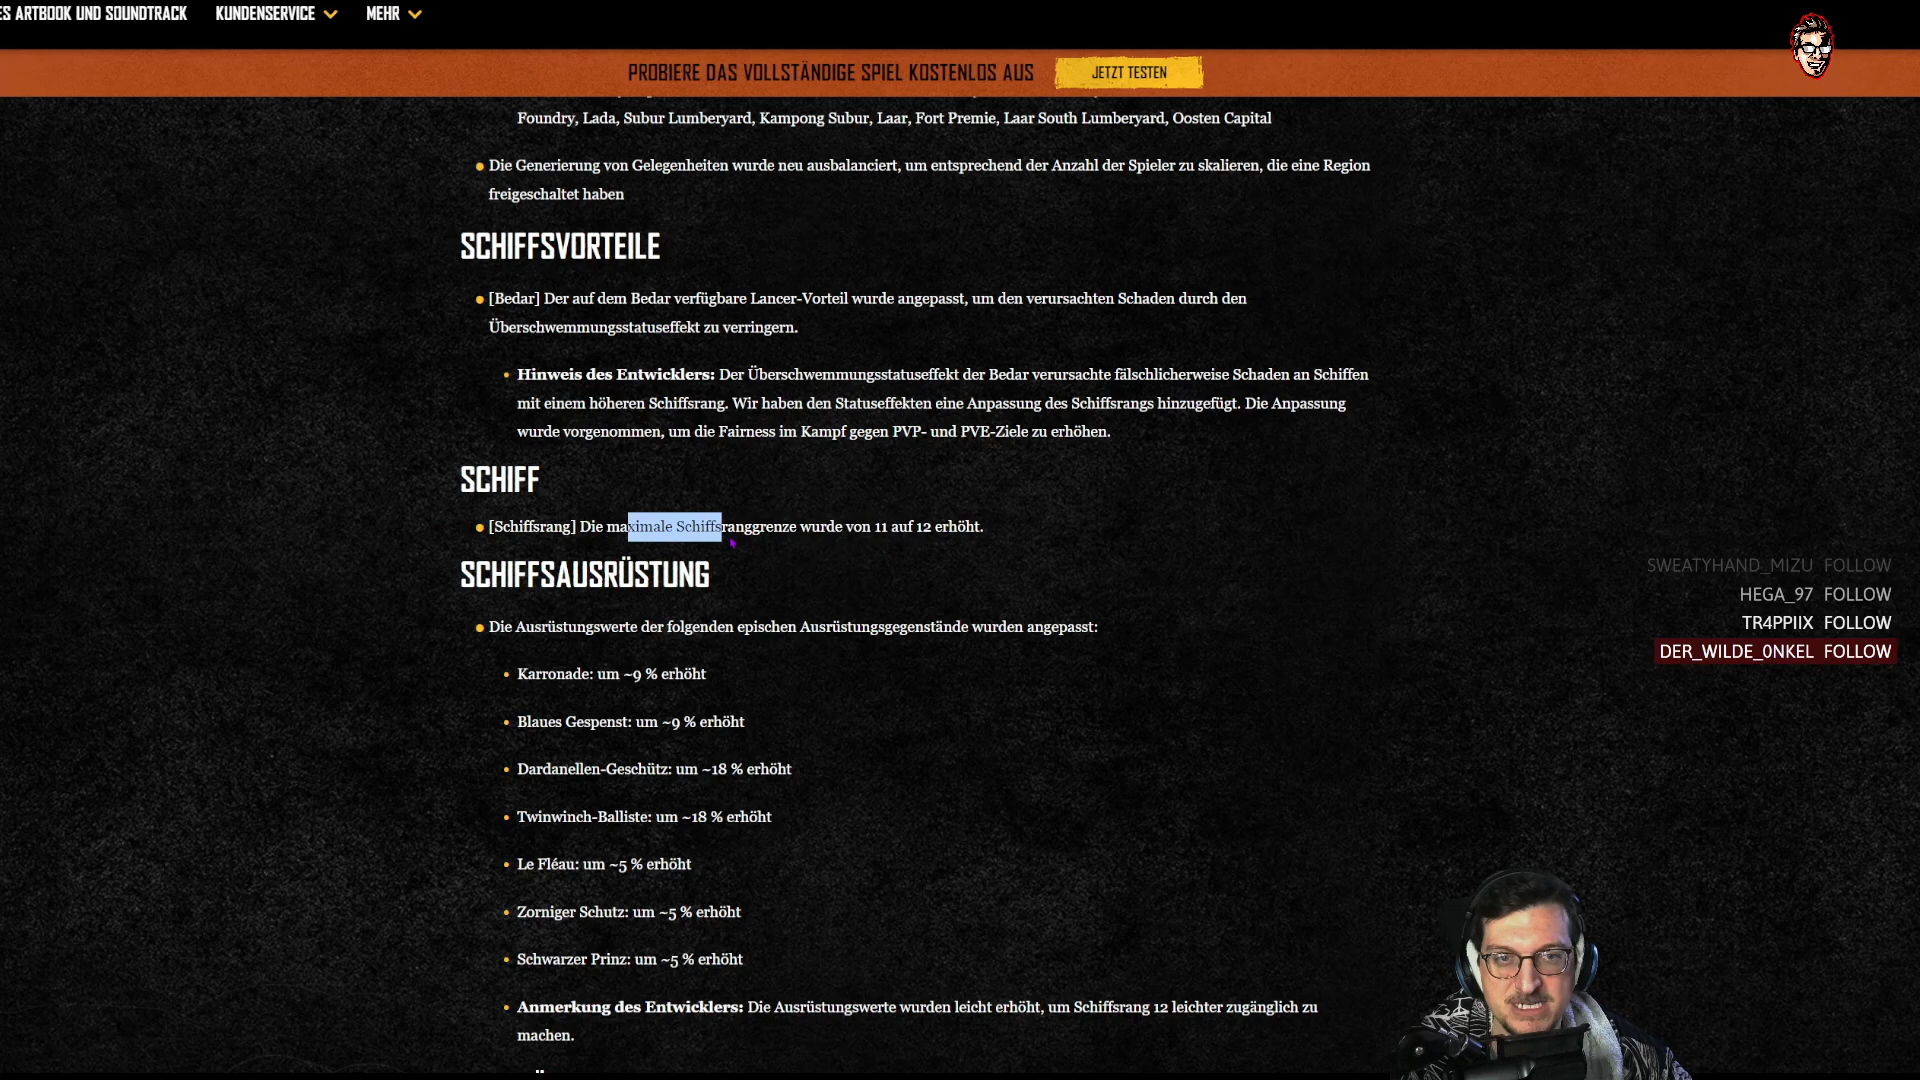 ES ARTBOOK UND SOUNDTRACK KUNDENSERVICE MEHR
PROBIERE DAS VOLLSTÄNDIGE SPIEL KOSTENLOS AUS JETZT TESTEN
Foundry, Lada, Subur Lumberyard, Kampong Subur, Laar, Fort Premie, Laar South Lumberyard, Oosten Capital
Die Generierung von Gelegenheiten wurde neu ausbalanciert, um entsprechend der Anzahl der Spieler zu skalieren, die eine Region
freigeschaltet haben
SCHIFFSVORTEILE
[Bedar] Der auf dem Bedar verfügbare Lancer-Vorteil wurde angepasst, um den verursachten Schaden durch den
Überschwemmungsstatuseffekt zu verringern.
Hinweis des Entwicklers: Der Überschwemmungsstatuseffekt der Bedar verursachte fälschlicherweise Schaden an Schiffen
mit einem höheren Schiffsrang. Wir haben den Statuseffekten eine Anpassung des Schiffsrangs hinzugefügt. Die Anpassung
wurde vorgenommen, um die Fairness im Kampf gegen PVP- und PVE-Ziele zu erhöhen.
SCHIFF
[Schiffsrang] Die maximale Schiffsranggrenze wurde von 11 auf 12 erhöht.
SCHIFFSAUSRÜSTUNG
Die Ausrüstungswerte der folgenden epischen Ausrüstungsgegenstände wurden angepasst:
Karronade: um ~9 % erhöht
Blaues Gespenst: um ~9 % erhöht
Dardanellen-Geschütz: um ~18 % erhöht
Twinwinch-Balliste: um ~18 % erhöht
Le Fléau: um ~5 % erhöht
Zorniger Schutz: um ~5 % erhöht
Schwarzer Prinz: um ~5 % erhöht
Anmerkung des Entwicklers: Die Ausrüstungswerte wurden leicht erhöht, um Schiffsrang 12 leichter zugänglich zu
machen.
SWEATYHAND_MIZU FOLLOW
HEGA_97 FOLLOW
TR4PPIIX FOLLOW
DER_WILDE_0NKEL FOLLOW